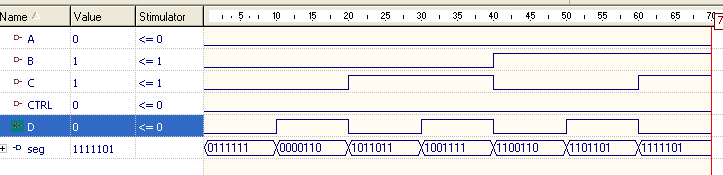 Name Value Stimulator 5 10 15 20 25 30 35 40 45 50 55 60 65 70
7
A 0 <= 0
B 1 <= 1
C 1 <= 1
CTRL 0 <= 0
D 0 <= 0
seg 1111101 0111111 0000110 1011011 1001111 1100110 1101101 1111101